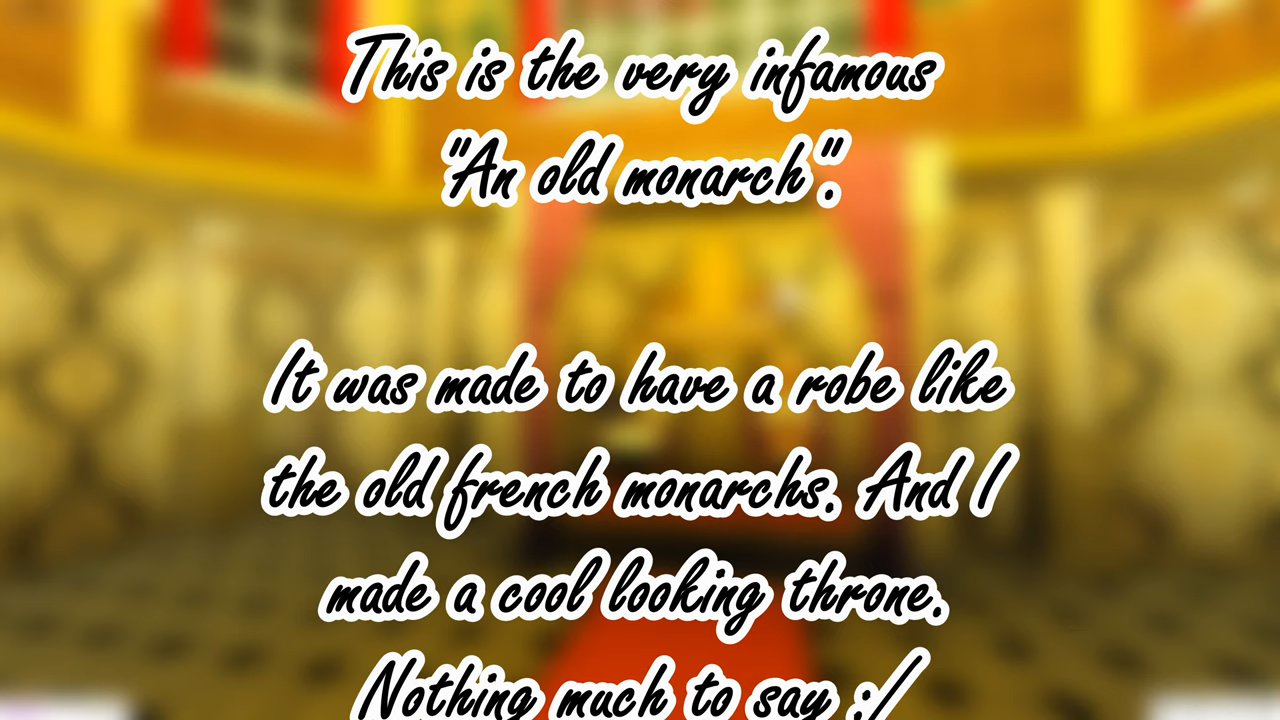 This is the very infamous
"An old monarch".
It was made to have a robe like
the old french monarchs. And I
made a cool looking throne.
Nothing much to say :/